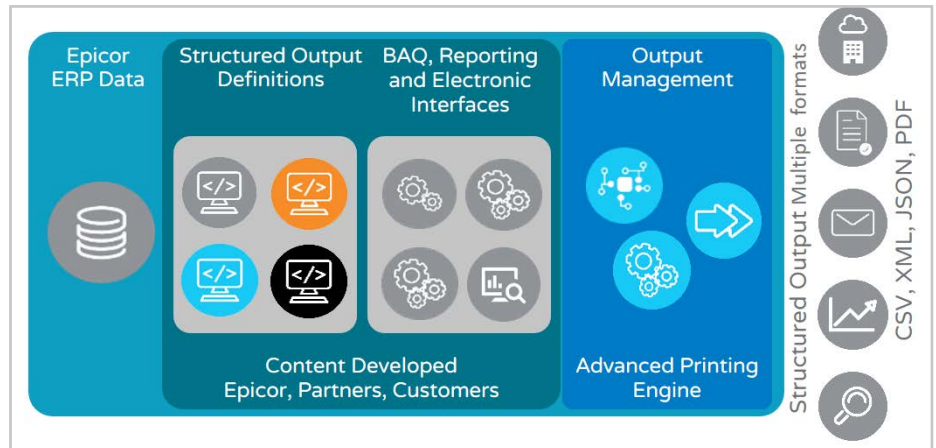 Epicor
ERP Data
Structured Output
Definitions
BAQ, Reporting
and Electronic
Interfaces
Output
Management
</>
</>
</>
</>
Content Developed
Epicor, Partners, Customers
Advanced Printing
Engine
Structured Output Multiple formats
CSV, XML, JSON, PDF